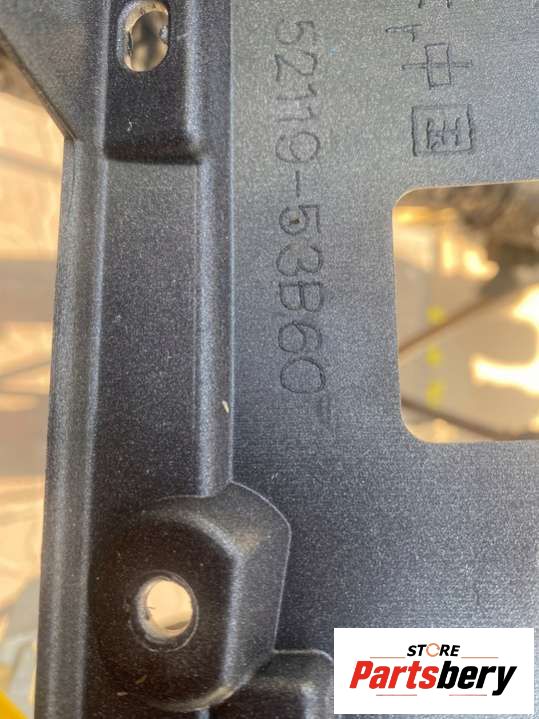 52119-53B60
中国
STORE
Partsbery